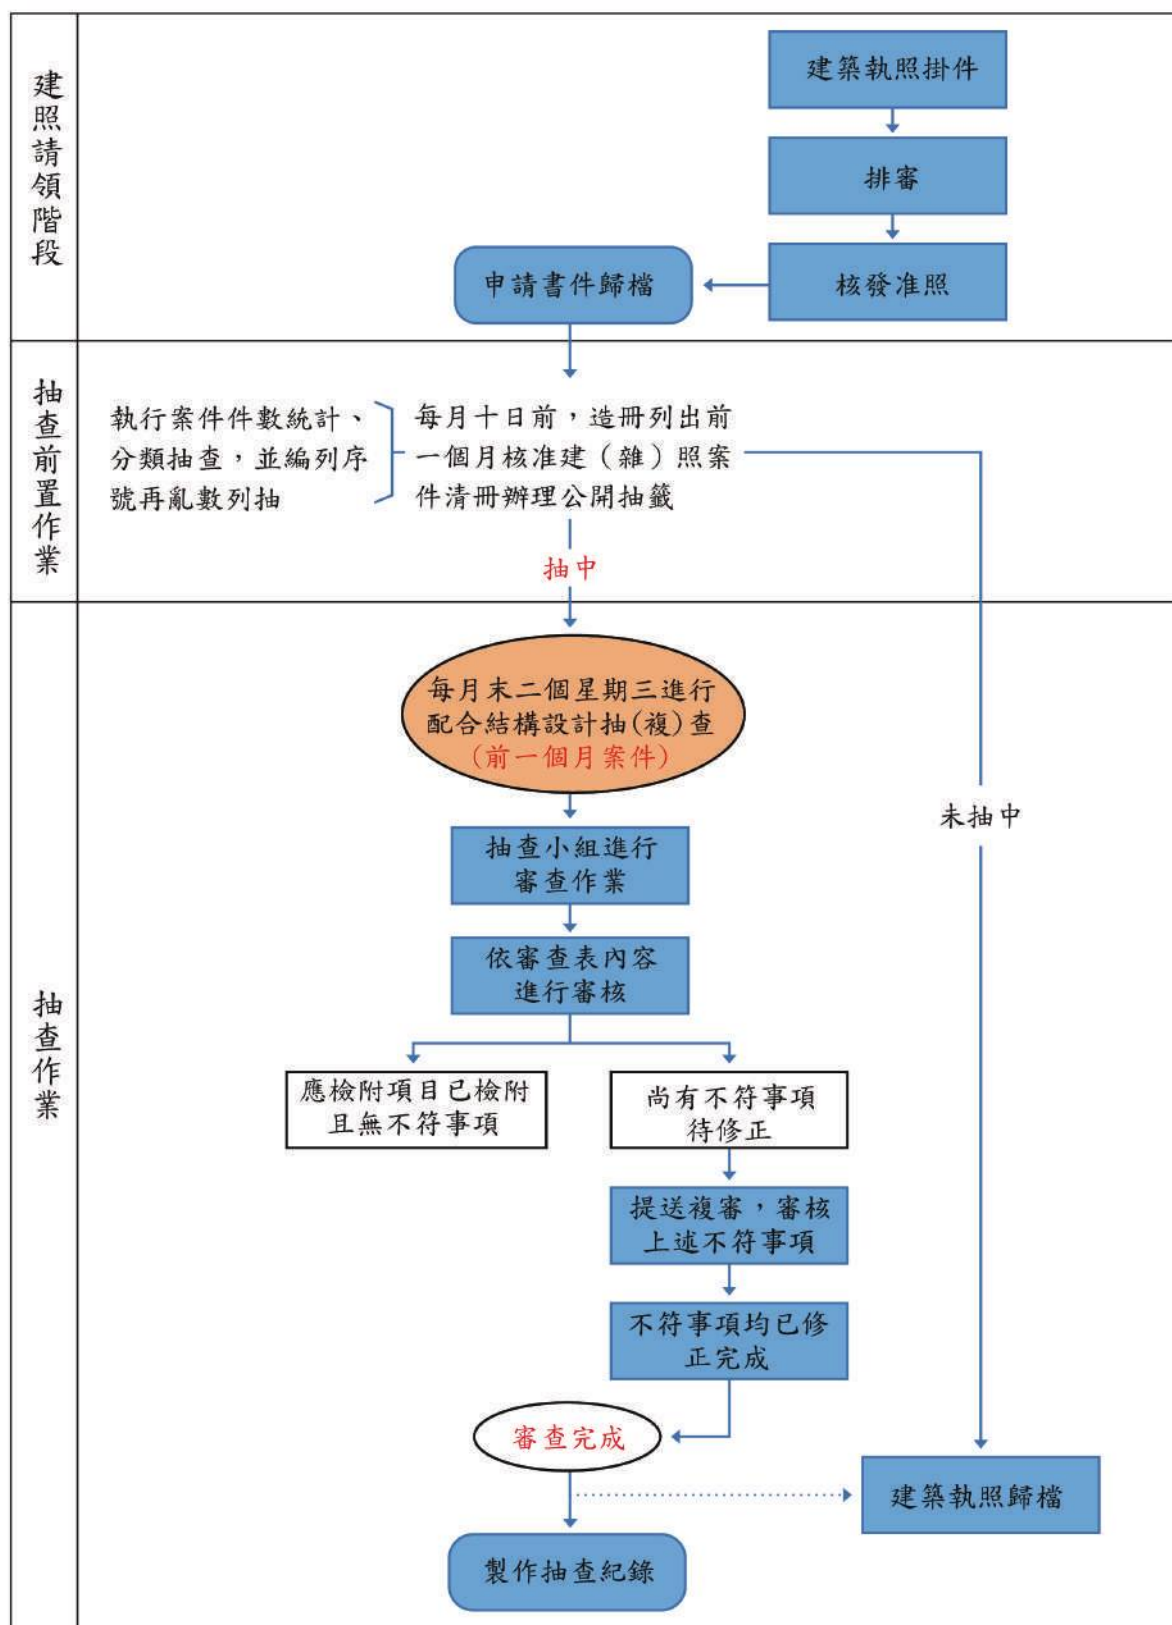 建照請領階段
建築執照掛件
排審
核發准照
申請書件歸檔
抽查前置作業
執行案件件數統計、
分類抽查，並編列序
號再亂數列抽
每月十日前，造冊列出前
一個月核准建（雜）照案
件清冊辦理公開抽籤
抽中
未抽中
抽查作業
每月末二個星期三進行
配合結構設計抽(複)查
(前一個月案件)
抽查小組進行
審查作業
依審查表內容
進行審核
應檢附項目已檢附
且無不符事項
尚有不符事項
待修正
提送複審，審核
上述不符事項
不符事項均已修
正完成
審查完成
建築執照歸檔
製作抽查紀錄